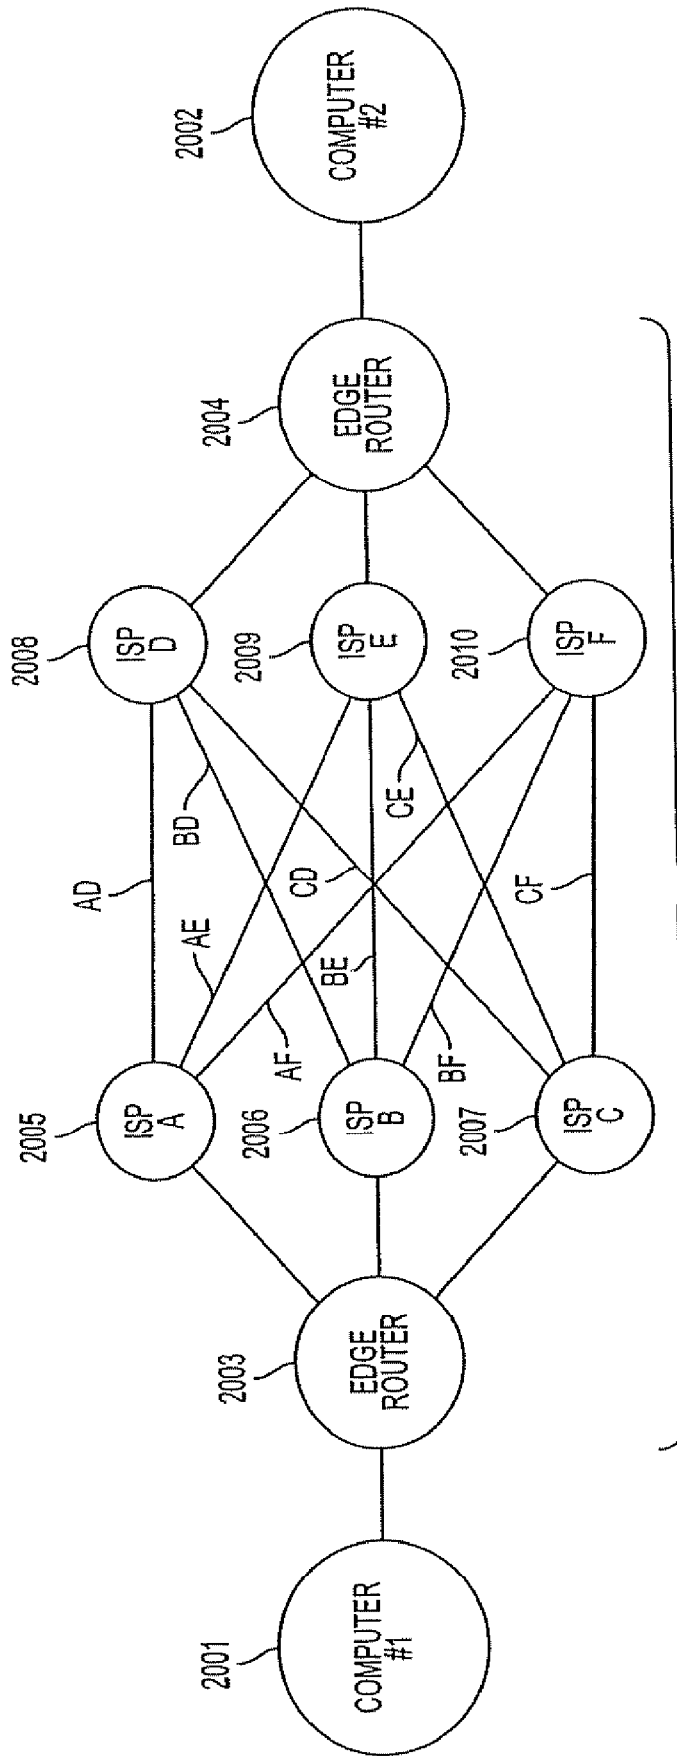 2001
COMPUTER
#1
2003
EDGE
ROUTER
2005
ISP
A
2006
ISP
B
2007
ISP
C
AD
AE
BD
AF
CD
BE
CE
BF
CF
2008
ISP
D
2009
ISP
E
2010
ISP
F
2004
EDGE
ROUTER
2002
COMPUTER
#2